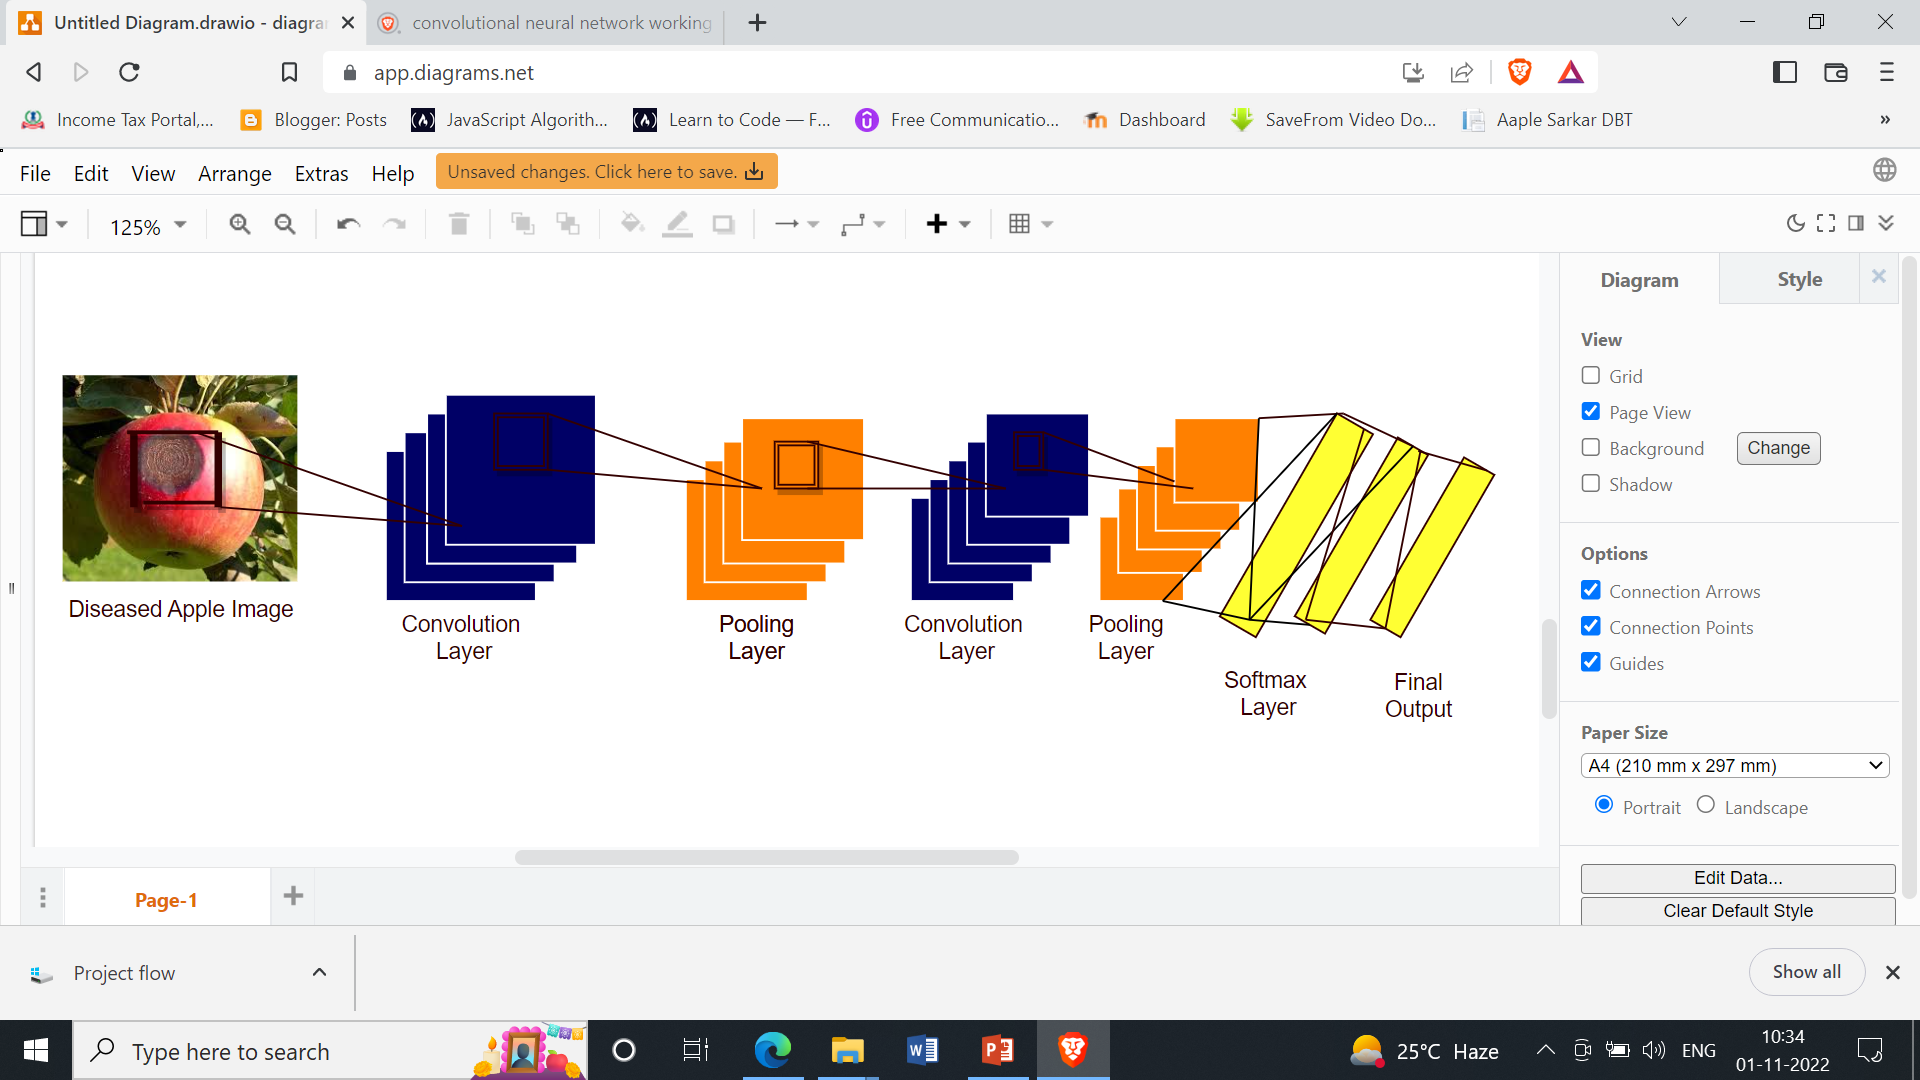 Untitled Diagram.drawio - diagra
convolutional neural network working
app.diagrams.net
Income Tax Portal,...
Blogger: Posts
JavaScript Algorith...
Learn to Code — F...
Free Communicatio...
Dashboard
SaveFrom Video Do...
Aaple Sarkar DBT
File Edit View Arrange Extras Help
Unsaved changes. Click here to save.
125%
Diagram
Style
View
Grid
Page View
Background
Change
Shadow
Options
Connection Arrows
Connection Points
Guides
Paper Size
A4 (210 mm x 297 mm)
Portrait
Landscape
Edit Data...
Clear Default Style
Diseased Apple Image
Convolution
Layer
Pooling
Layer
Convolution
Layer
Pooling
Layer
Softmax
Layer
Final
Output
Page-1
Project flow
Show all
Type here to search
25°C Haze
ENG
10:34
01-11-2022